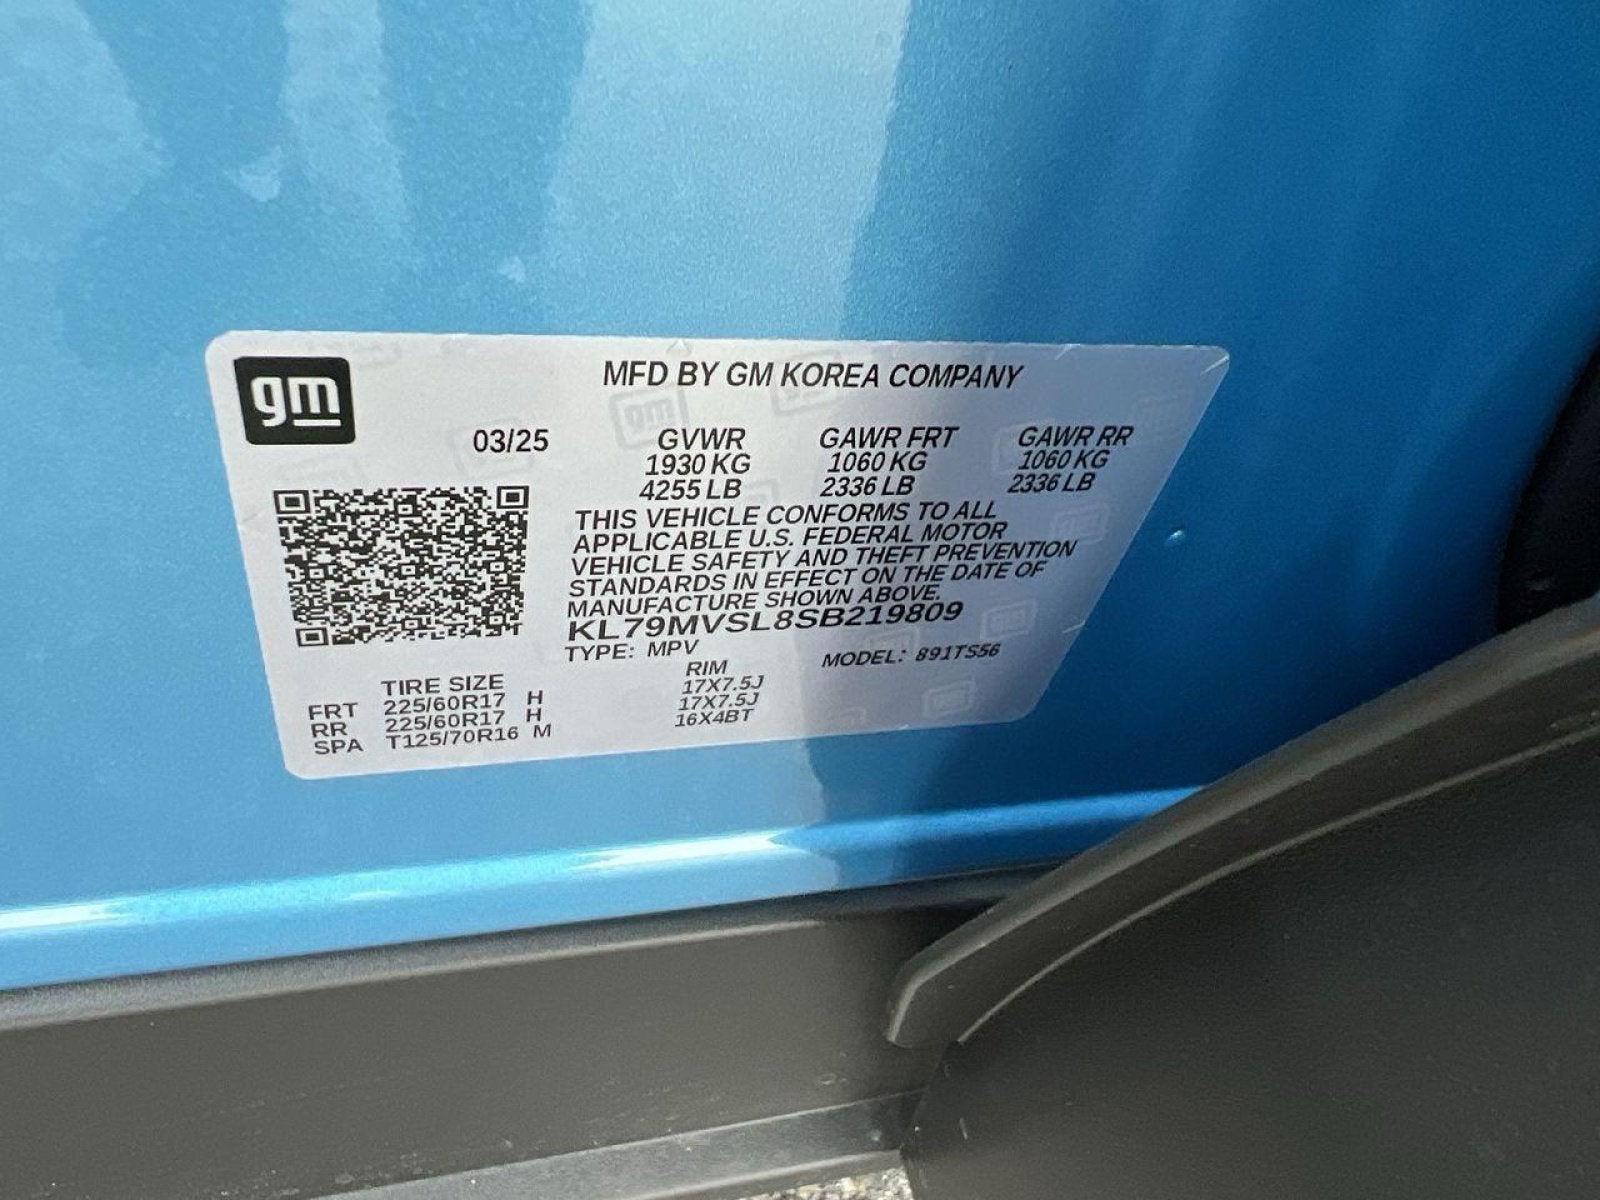 gm
MFD BY GM KOREA COMPANY
03/25
GVWR GAWR FRT GAWR RR
1930 KG 1060 KG 1060 KG
4255 LB 2336 LB 2336 LB
THIS VEHICLE CONFORMS TO ALL
APPLICABLE U.S. FEDERAL MOTOR
VEHICLE SAFETY AND THEFT PREVENTION
STANDARDS IN EFFECT ON THE DATE OF
MANUFACTURE SHOWN ABOVE.
KL79MVSL8SB219809
TYPE: MPV MODEL: 891TS56
TIRE SIZE RIM
FRT 225/60R17 H 17X7.5J
RR 225/60R17 H 17X7.5J
SPA T125/70R16 M 16X4BT